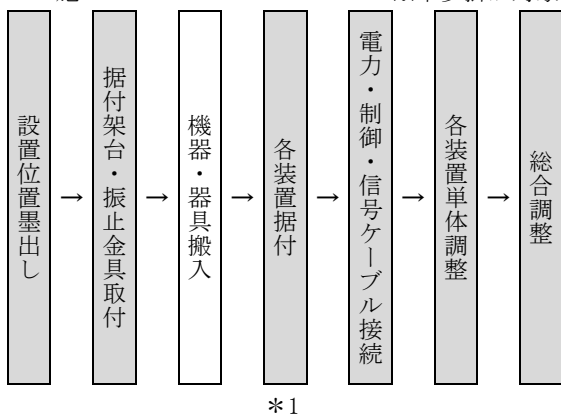 設置位置墨出し
→
据付架台・振止金具取付
→
機器・器具搬入
→
各装置据付
→
電力・制御・信号ケーブル接続
→
各装置単体調整
→
総合調整
*1